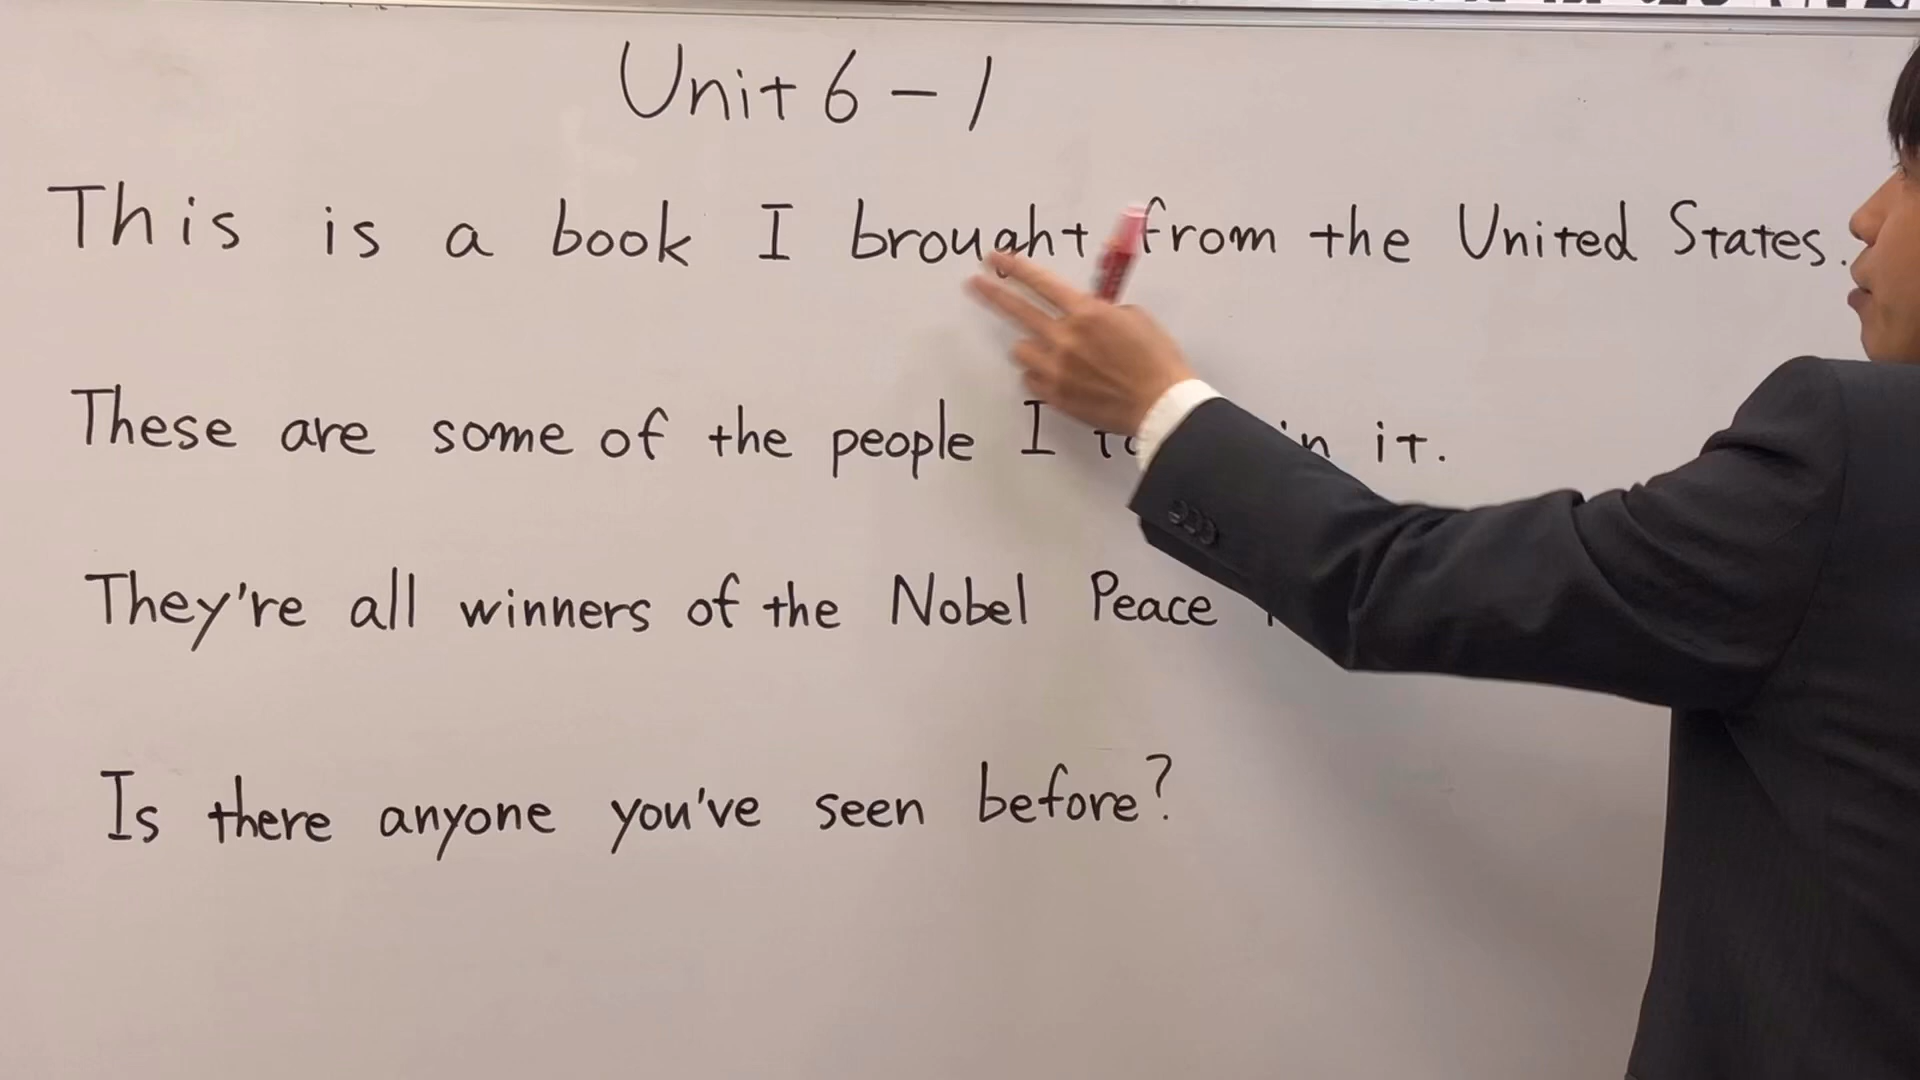 Unit 6-1
This is a book I brought from the United States.
These are some of the people I in it.
They're all winners of the Nobel Peace
Is there anyone you've seen before?